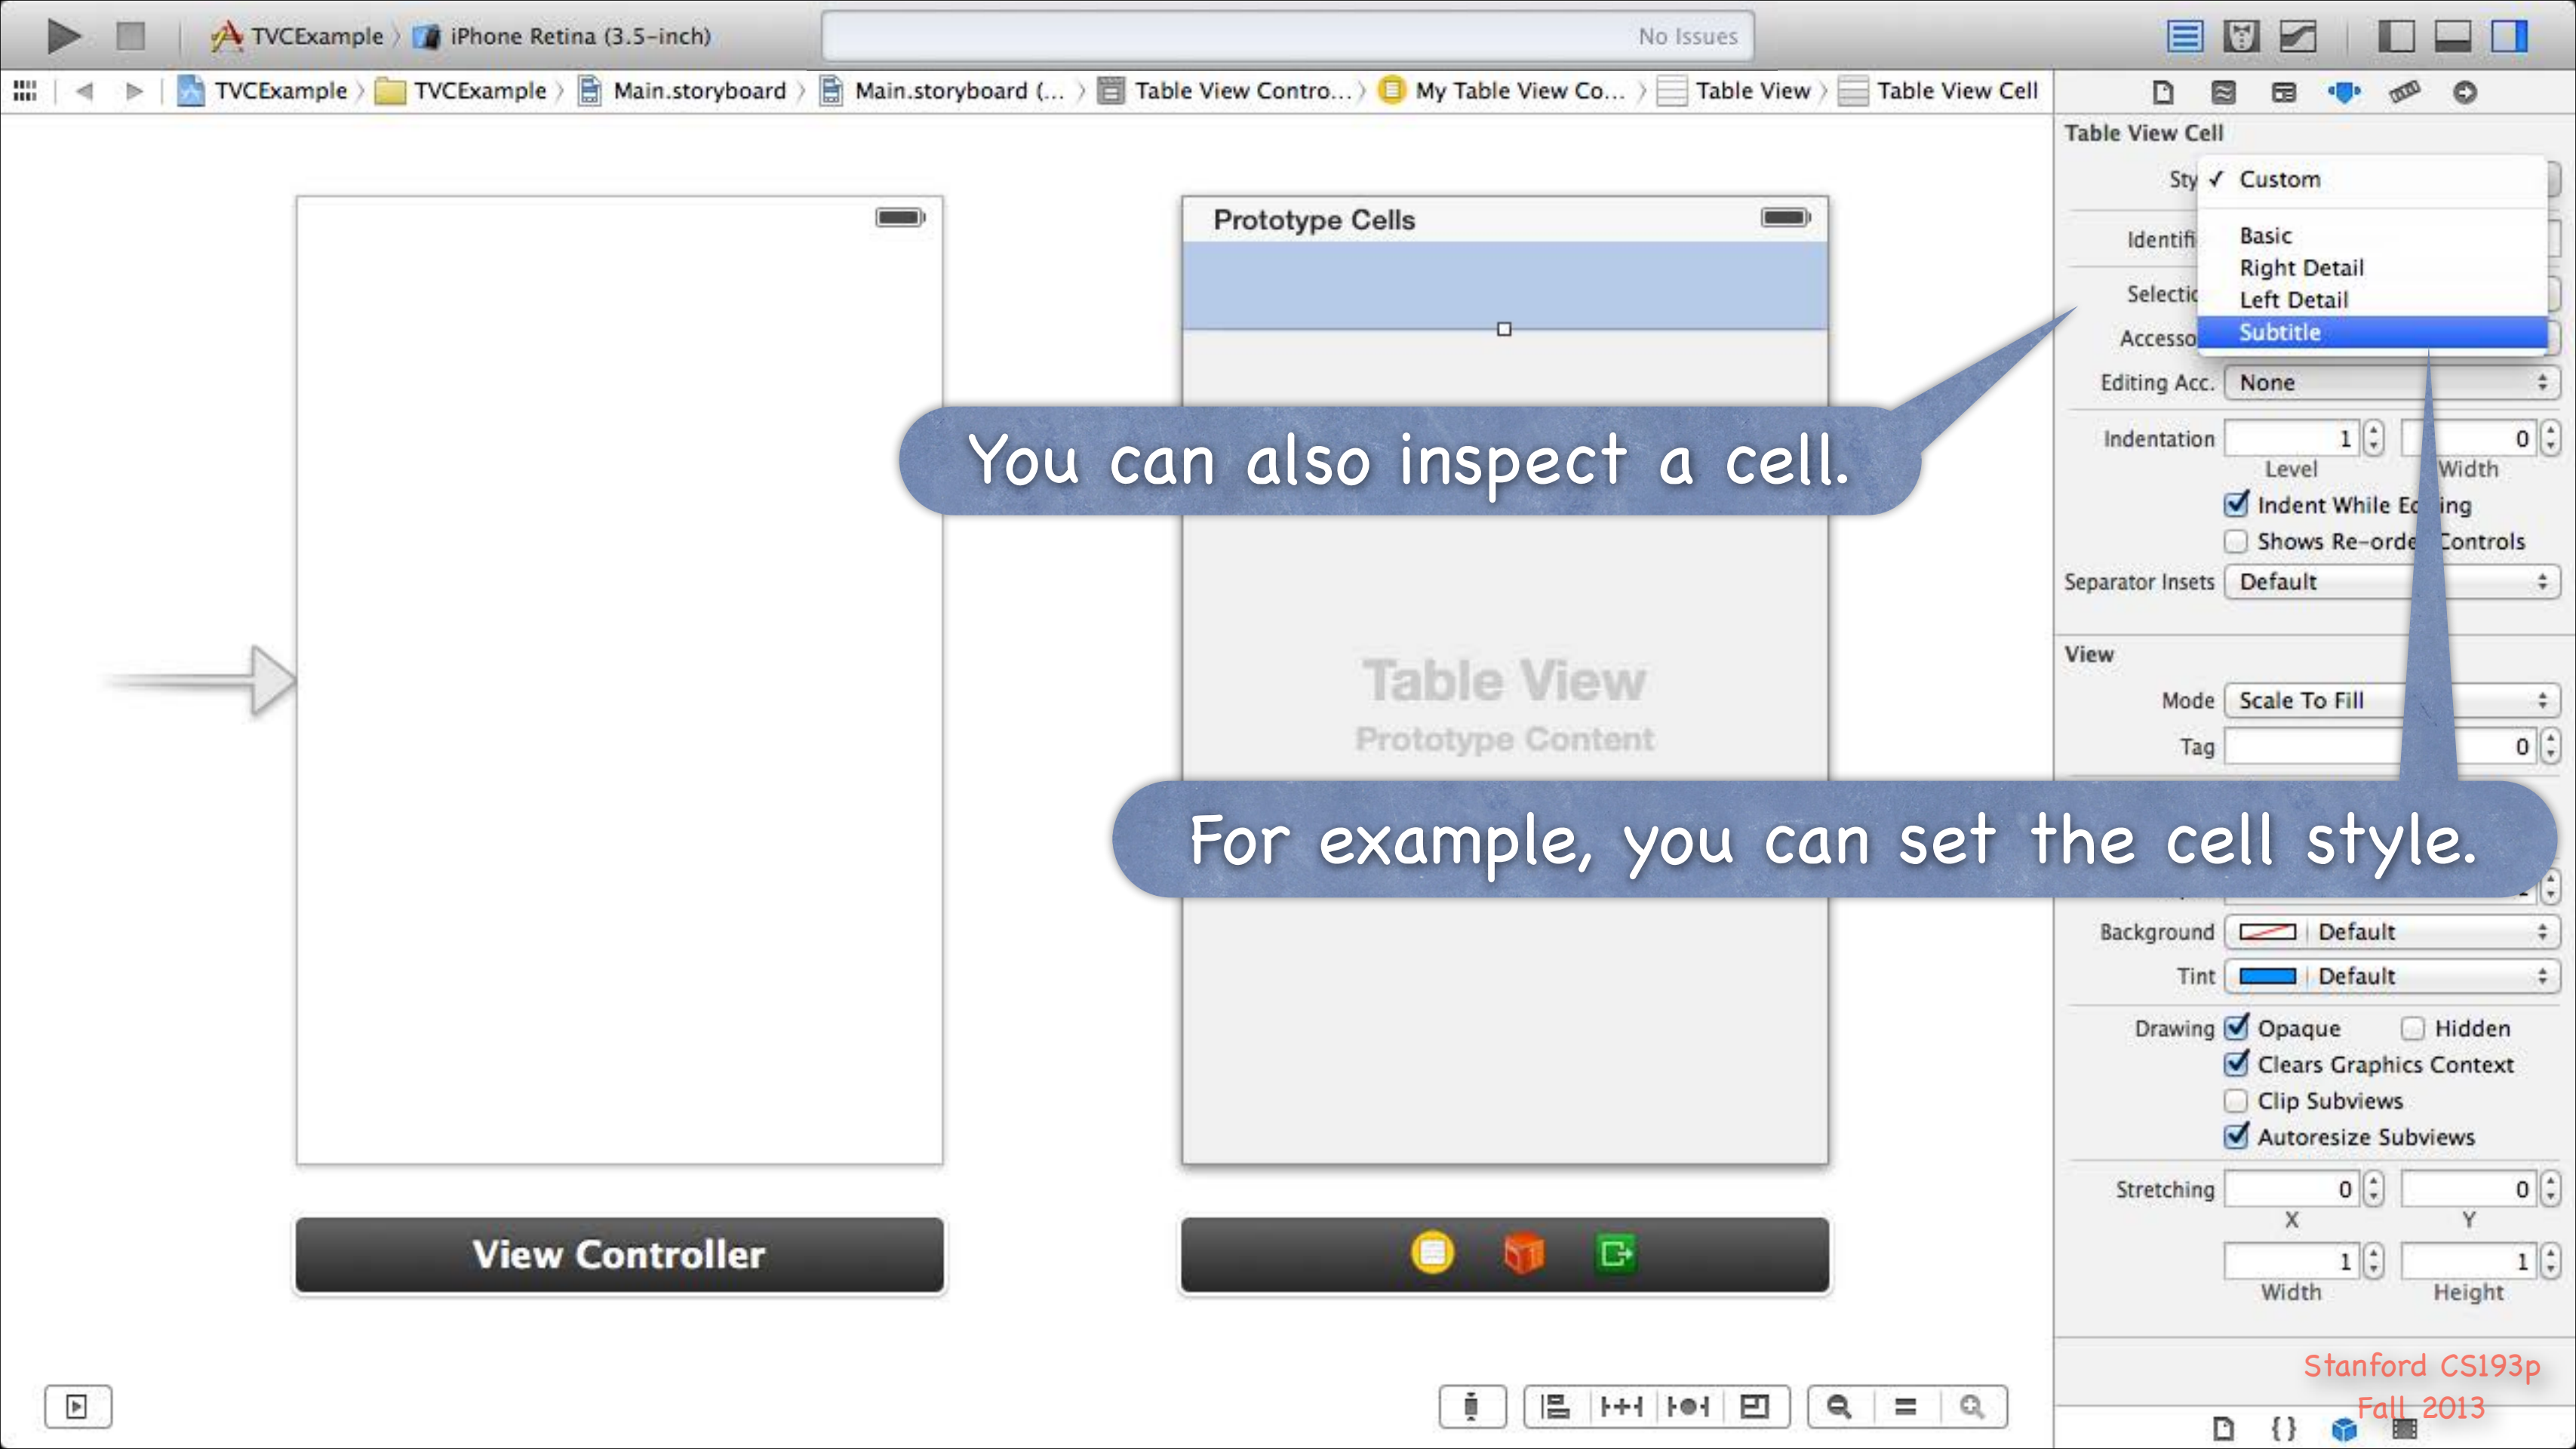 TVCExample
iPhone Retina (3.5-inch)
No Issues
TVCExample
TVCExample
Main.storyboard
Main.storyboard (...
Table View Contro...
My Table View Co...
Table View
Table View Cell
Table View Cell
Sty ✓ Custom
Identifi
Basic
Right Detail
Selectio
Left Detail
Accesso
Subtitle
Editing Acc. None
Indentation 1 0
Level Width
Indent While
Shows Re-orde Controls
Separator Insets Default
Prototype Cells
You can also inspect a cell.
Table View
Prototype Content
View
Mode Scale To Fill
Tag 0
For example, you can set the cell style.
Background Default
Tint Default
Drawing Opaque Hidden
Clears Graphics Context
Clip Subviews
Autoresize Subviews
Stretching 0 0
X Y
1 1
Width Height
View Controller
Stanford CS193p
Fall 2013